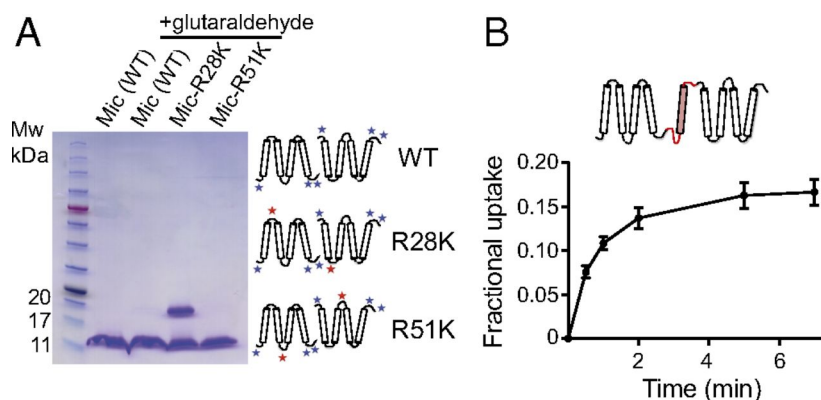 A
+glutaraldehyde
Mic (WT)
Mic (WT)
Mic-R28K
Mic-R51K
Mw
kDa
20
17
11
WT
R28K
R51K
B
Fractional uptake
0.20
0.15
0.10
0.05
0
2
4
6
Time (min)